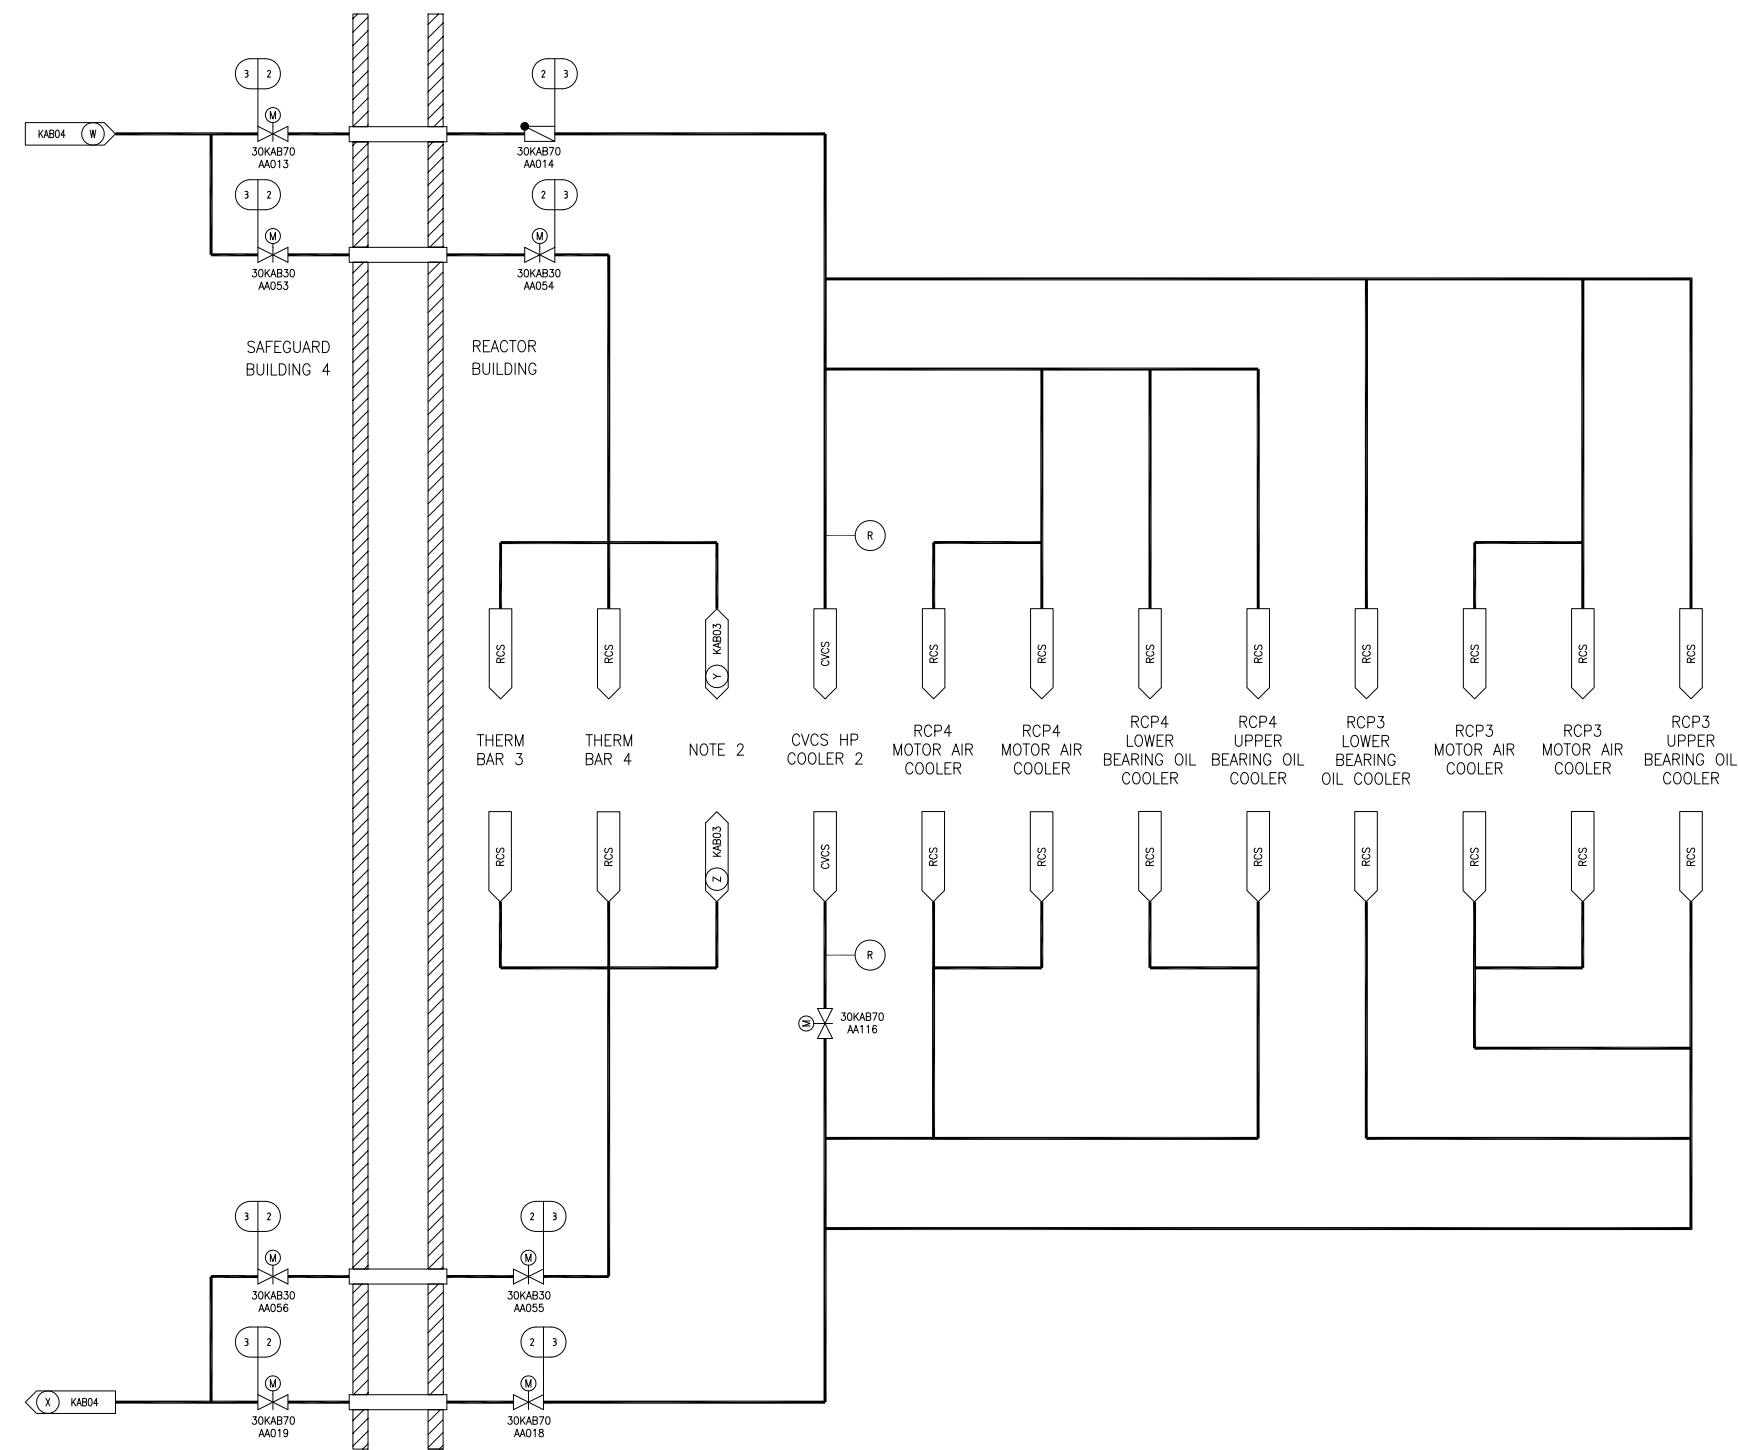 3 2
2 3
M
KAB04 W
30KAB70
AA013
30KAB70
AA014
3 2
2 3
M
M
30KAB30
AA053
30KAB30
AA054
SAFEGUARD
BUILDING 4
REACTOR
BUILDING
R
RCS
RCS
KAB03 Y
CVCS
RCS
RCS
RCS
RCS
RCS
RCS
RCS
RCS
THERM
BAR 3
THERM
BAR 4
NOTE 2
CVCS HP
COOLER 2
RCP4
MOTOR AIR
COOLER
RCP4
MOTOR AIR
COOLER
RCP4
LOWER
BEARING OIL
COOLER
RCP4
UPPER
BEARING OIL
COOLER
RCP3
LOWER
BEARING
OIL COOLER
RCP3
MOTOR AIR
COOLER
RCP3
MOTOR AIR
COOLER
RCP3
UPPER
BEARING OIL
COOLER
RCS
RCS
KAB03 Z
CVCS
RCS
RCS
RCS
RCS
RCS
RCS
RCS
RCS
R
M
30KAB70
AA116
3 2
2 3
M
M
30KAB30
AA056
30KAB30
AA055
3 2
2 3
M
M
X KAB04
30KAB70
AA019
30KAB70
AA018